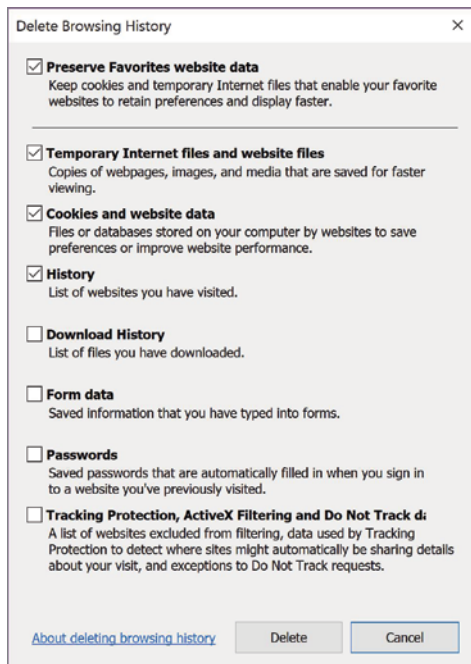 Delete Browsing History
Preserve Favorites website data
Keep cookies and temporary Internet files that enable your favorite
websites to retain preferences and display faster.
Temporary Internet files and website files
Copies of webpages, images, and media that are saved for faster
viewing.
Cookies and website data
Files or databases stored on your computer by websites to save
preferences or improve website performance.
History
List of websites you have visited.
Download History
List of files you have downloaded.
Form data
Saved information that you have typed into forms.
Passwords
Saved passwords that are automatically filled in when you sign in
to a website you've previously visited.
Tracking Protection, ActiveX Filtering and Do Not Track da
A list of websites excluded from filtering, data used by Tracking
Protection to detect where sites might automatically be sharing details
about your visit, and exceptions to Do Not Track requests.
About deleting browsing history Delete Cancel